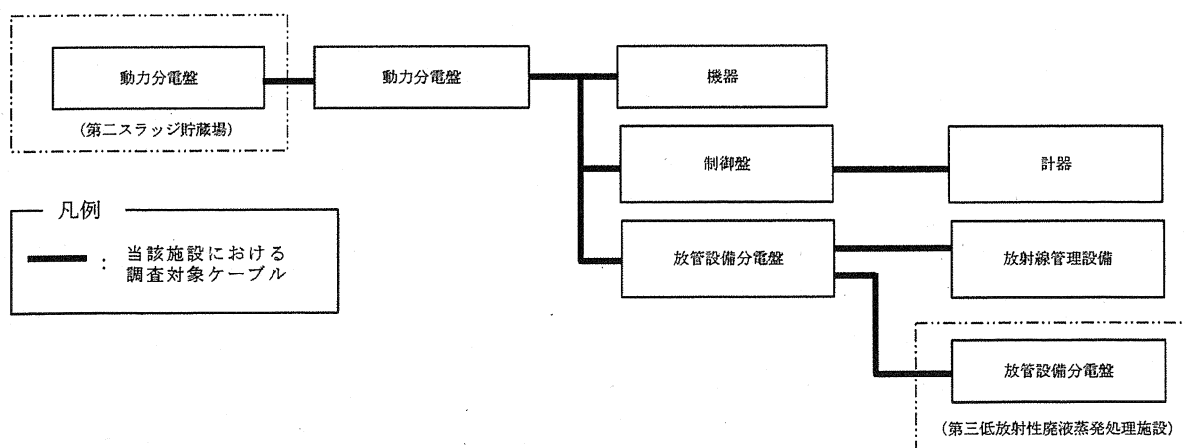 動力分電盤
(第二スラッジ貯蔵場)
動力分電盤
機器
制御盤
計器
放管設備分電盤
放射線管理設備
放管設備分電盤
(第三低放射性廃液蒸発処理施設)
凡例
： 当該施設における
調査対象ケーブル